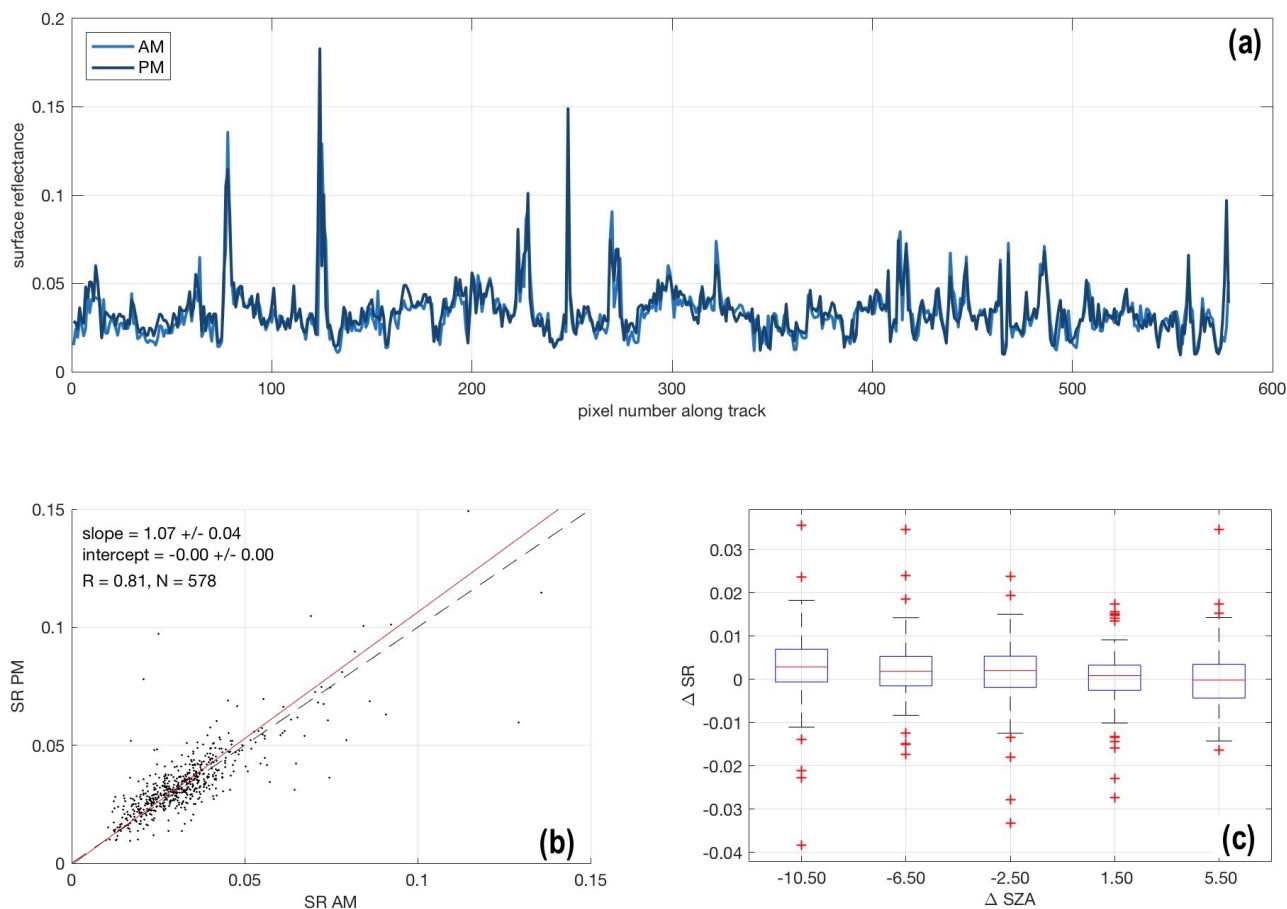 (a)
AM
PM
0.2
0.15
0.1
0.05
0
surface reflectance
0 100 200 300 400 500 600
pixel number along track
slope = 1.07 +/- 0.04
intercept = -0.00 +/- 0.00
R = 0.81, N = 578
0.15
0.1
0.05
0
SR PM
(b)
0 0.05 0.1 0.15
SR AM
0.03
0.02
0.01
0
-0.01
-0.02
-0.03
-0.04
Δ SR
(c)
-10.50 -6.50 -2.50 1.50 5.50
Δ SZA